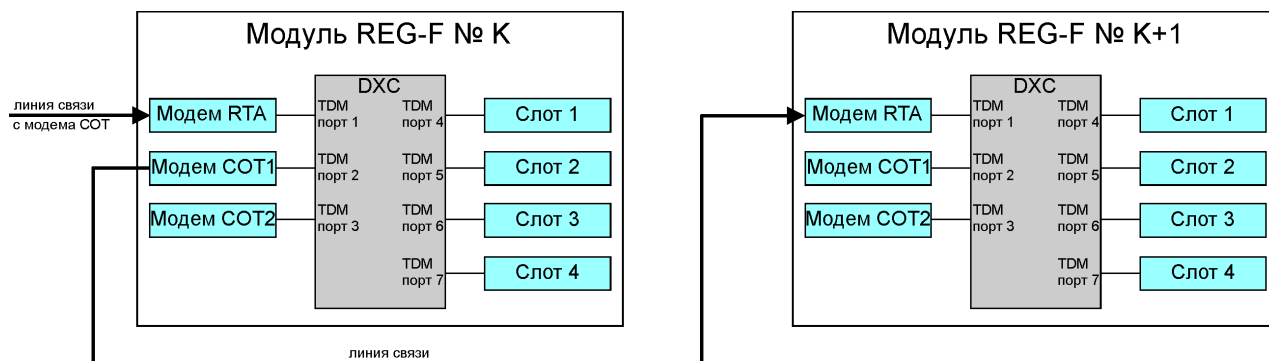 Модуль REG-F № K
линия связи
с модема COT
DXC
Модем RTA
TDM
порт 1
TDM
порт 4
Слот 1
Модем COT1
TDM
порт 2
TDM
порт 5
Слот 2
Модем COT2
TDM
порт 3
TDM
порт 6
Слот 3
TDM
порт 7
Слот 4
линия связи
Модуль REG-F № K+1
DXC
Модем RTA
TDM
порт 1
TDM
порт 4
Слот 1
Модем COT1
TDM
порт 2
TDM
порт 5
Слот 2
Модем COT2
TDM
порт 3
TDM
порт 6
Слот 3
TDM
порт 7
Слот 4